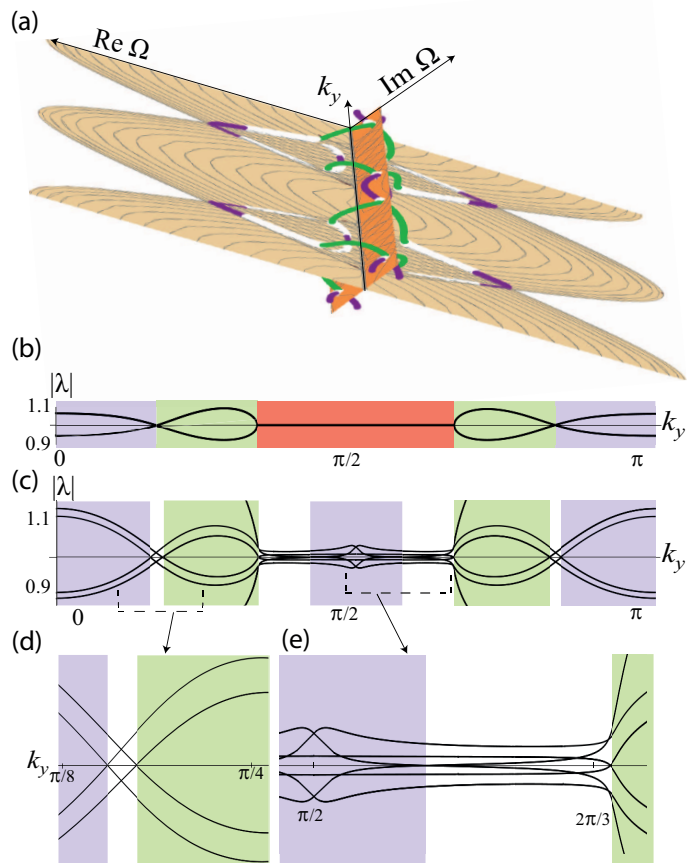 (a)
Re Ω
Im Ω
k_y
(b)
|λ|
1.1
0.9
0
π/2
π
k_y
(c)
|λ|
1.1
0.9
0
π/2
π
k_y
(d)
(e)
k_y
π/8
π/4
π/2
2π/3